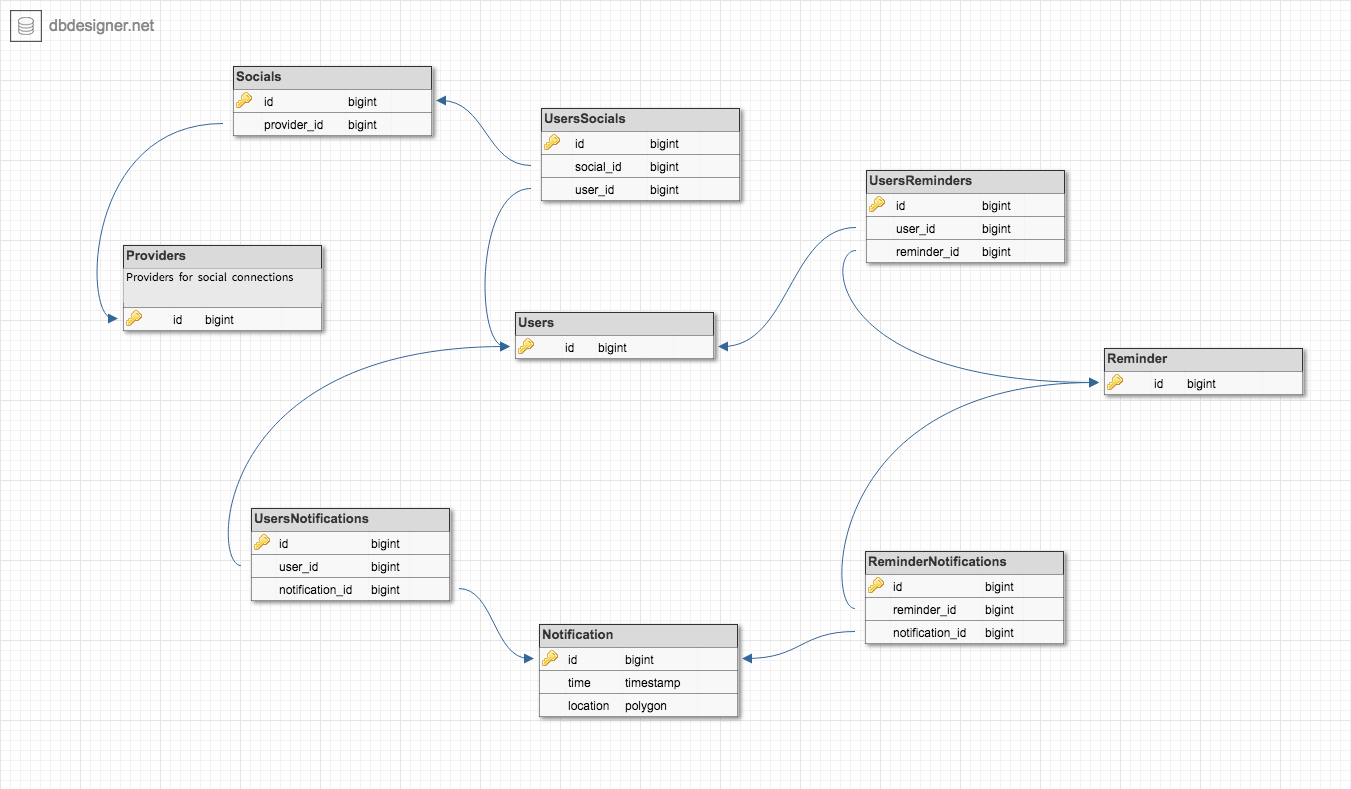 dbdesigner.net
Socials
id bigint
provider_id bigint
UsersSocials
id bigint
social_id bigint
user_id bigint
UsersReminders
id bigint
user_id bigint
reminder_id bigint
Providers
Providers for social connections
id bigint
Users
id bigint
Reminder
id bigint
UsersNotifications
id bigint
user_id bigint
notification_id bigint
ReminderNotifications
id bigint
reminder_id bigint
notification_id bigint
Notification
id bigint
time timestamp
location polygon